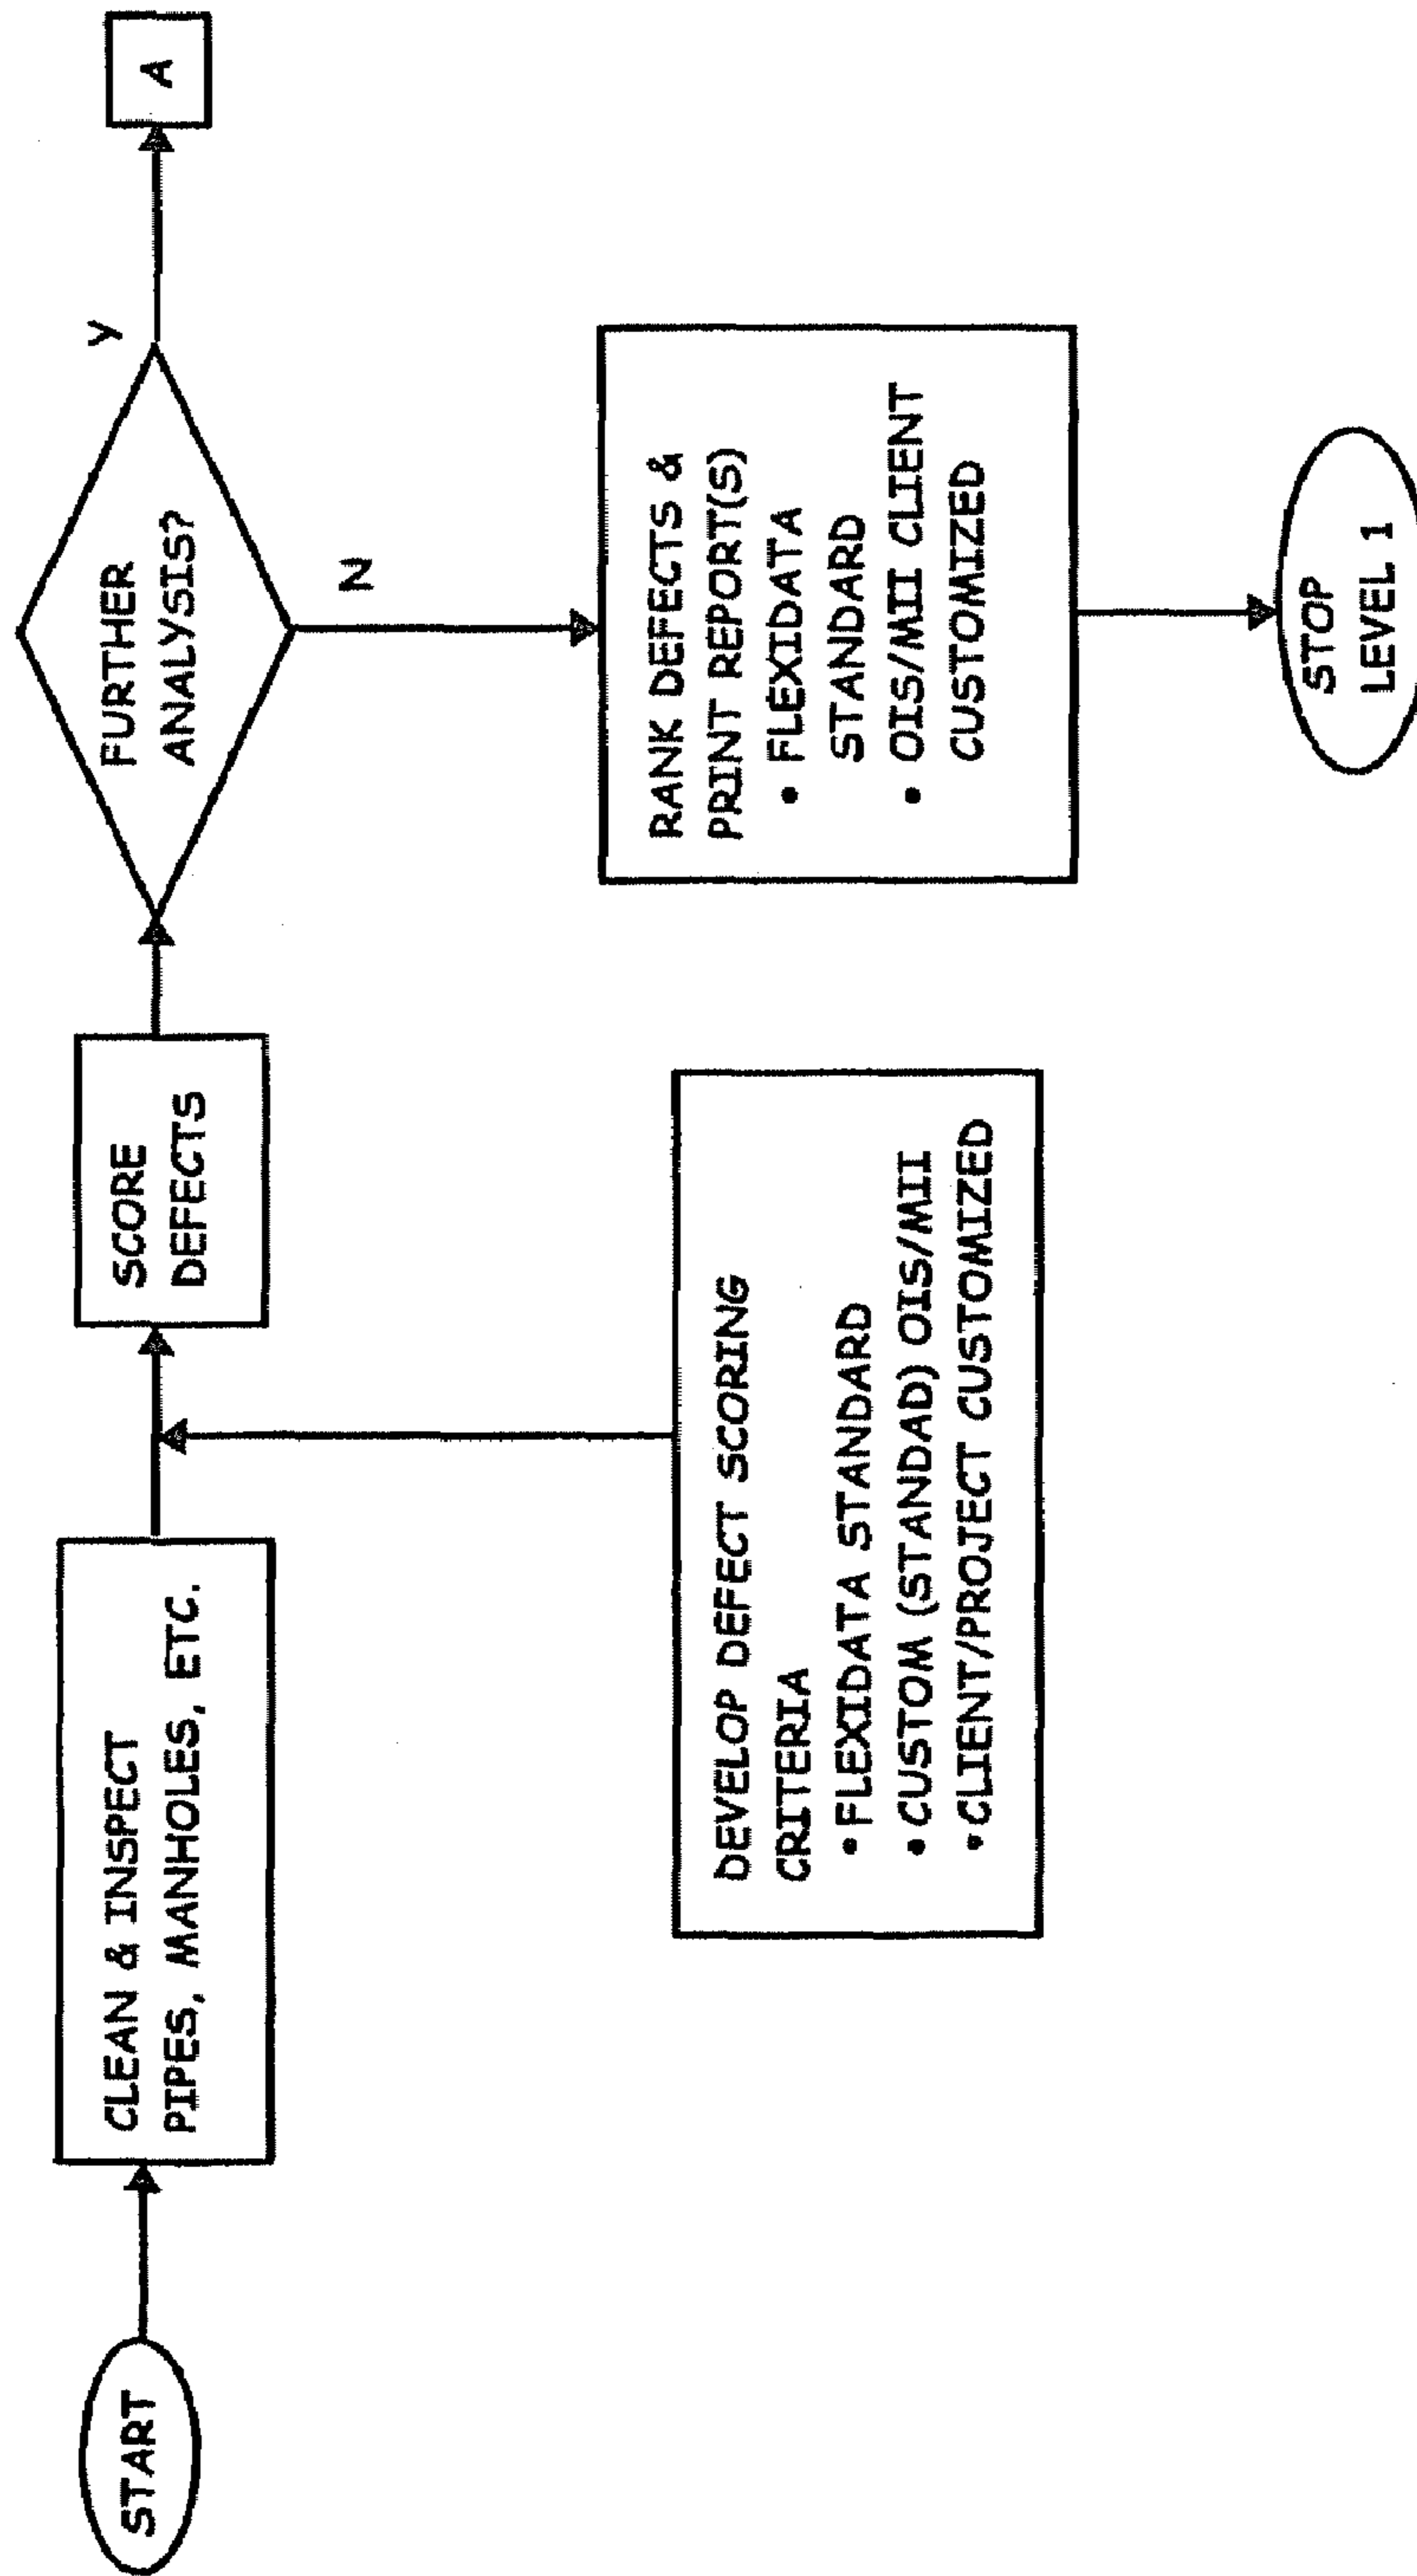 START
CLEAN & INSPECT
PIPES, MANHOLES, ETC.
SCORE
DEFECTS
FURTHER
ANALYSIS?
Y
A
N
DEVELOP DEFECT SCORING
CRITERIA
• FLEXIDATA STANDARD
• CUSTOM (STANDAD) OIS/MII
• CLIENT/PROJECT CUSTOMIZED
RANK DEFECTS &
PRINT REPORT(S)
• FLEXIDATA
STANDARD
• OIS/MII CLIENT
CUSTOMIZED
STOP
LEVEL 1